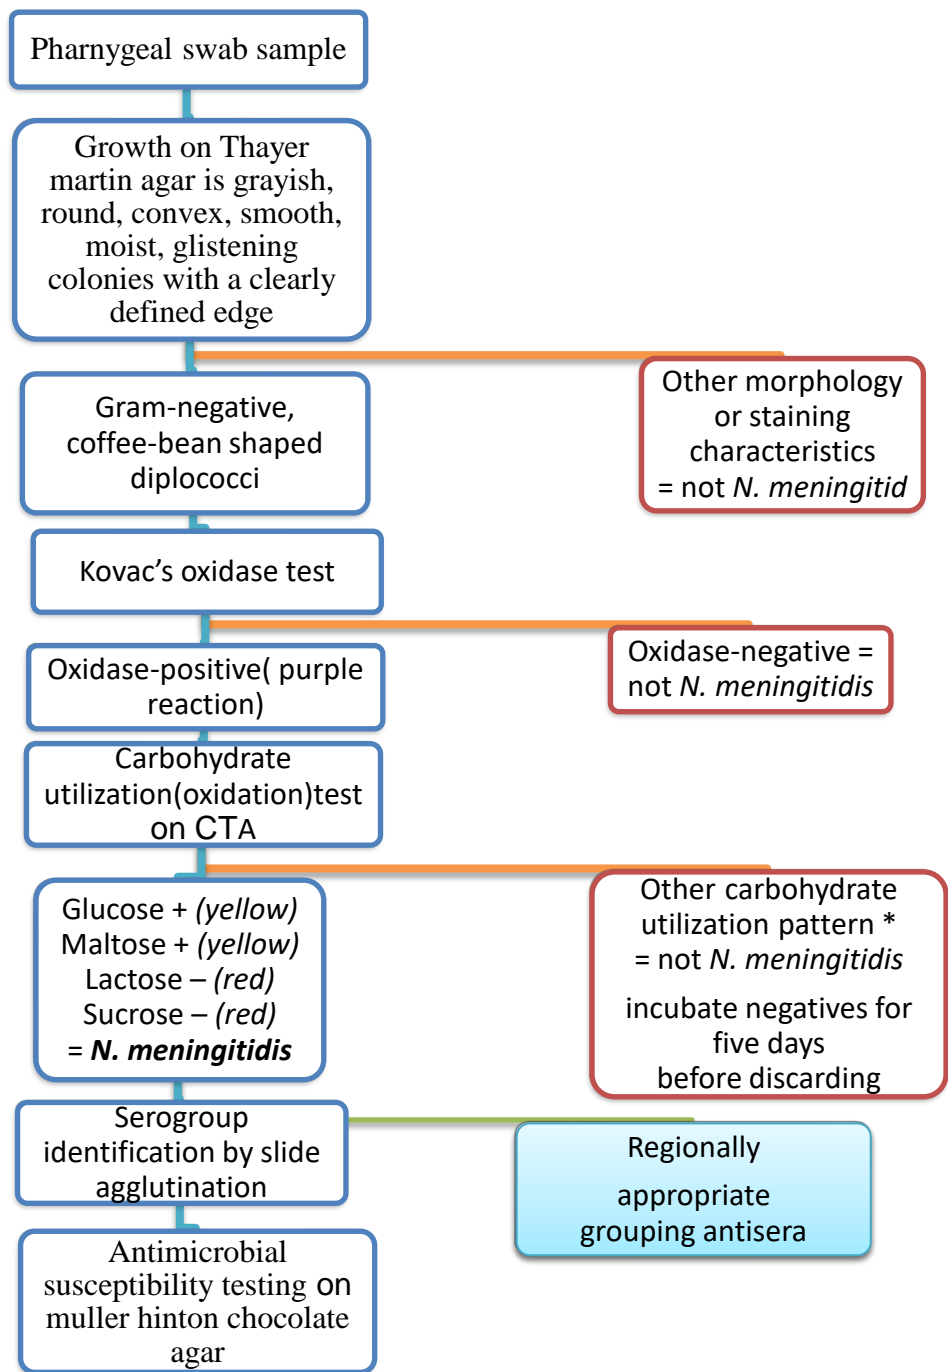 Pharnygeal swab sample
Growth on Thayer
martin agar is grayish,
round, convex, smooth,
moist, glistening
colonies with a clearly
defined edge
Other morphology
or staining
characteristics
= not N. meningitid
Gram-negative,
coffee-bean shaped
diplococci
Kovac’s oxidase test
Oxidase-negative =
not N. meningitidis
Oxidase-positive( purple
reaction)
Carbohydrate
utilization(oxidation)test
on CTA
Glucose + (yellow)
Maltose + (yellow)
Lactose – (red)
Sucrose – (red)
= N. meningitidis
Other carbohydrate
utilization pattern *
= not N. meningitidis
incubate negatives for
five days
before discarding
Serogroup
identification by slide
agglutination
Regionally
appropriate
grouping antisera
Antimicrobial
susceptibility testing on
muller hinton chocolate
agar